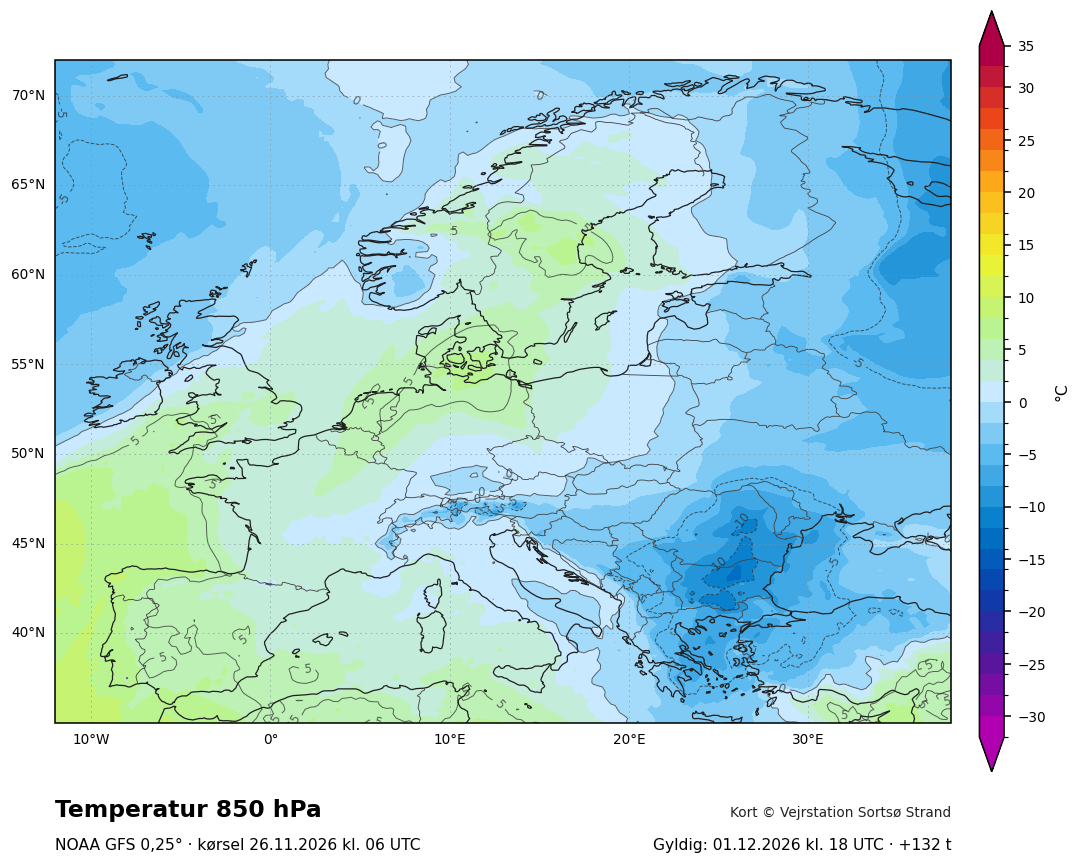 70°N
65°N
60°N
55°N
50°N
45°N
40°N
10°W
0°
10°E
20°E
30°E
35
30
25
20
15
10
5
0
−5
−10
−15
−20
−25
−30
°C
Temperatur 850 hPa
Kort © Vejrstation Sortsø Strand
NOAA GFS 0,25° · kørsel 26.11.2026 kl. 06 UTC
Gyldig: 01.12.2026 kl. 18 UTC · +132 t